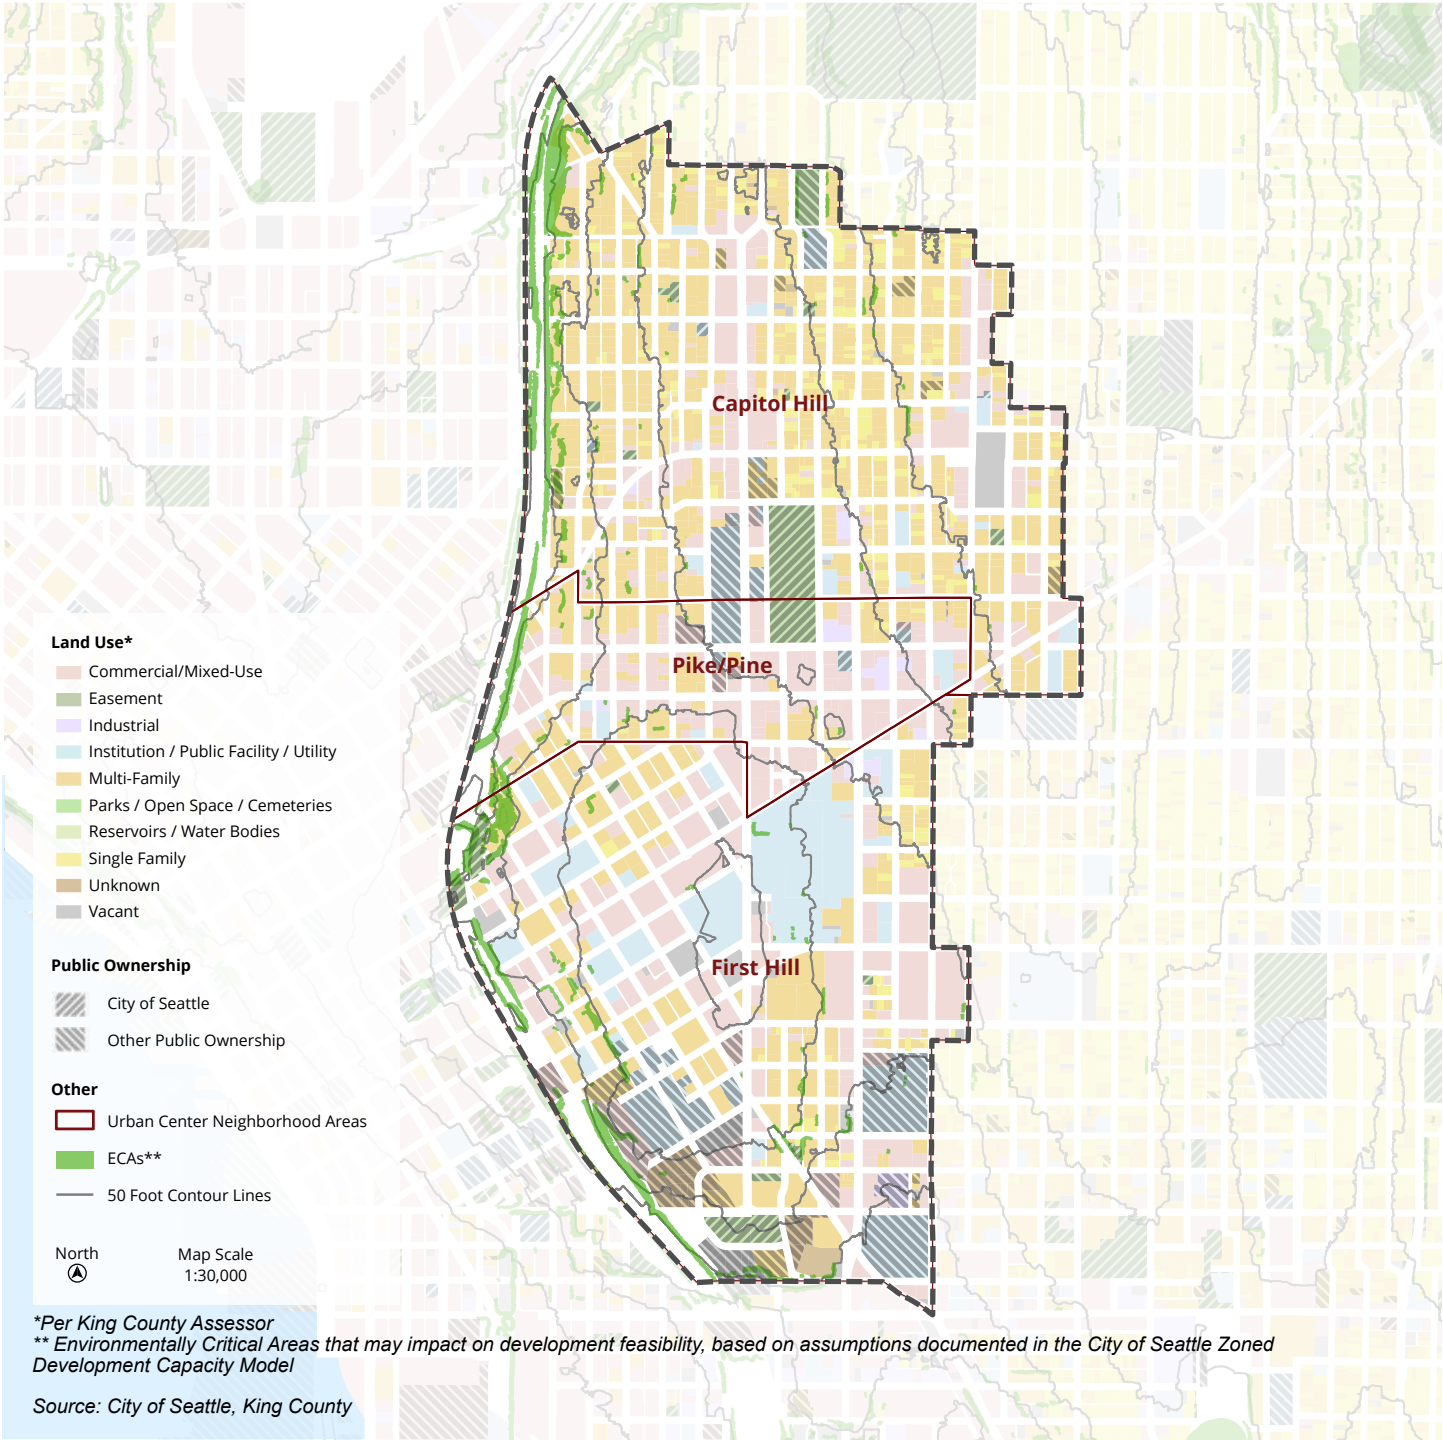 Capitol Hill
Pike/Pine
First Hill
Land Use*
Commercial/Mixed-Use
Easement
Industrial
Institution / Public Facility / Utility
Multi-Family
Parks / Open Space / Cemeteries
Reservoirs / Water Bodies
Single Family
Unknown
Vacant
Public Ownership
City of Seattle
Other Public Ownership
Other
Urban Center Neighborhood Areas
ECAs**
50 Foot Contour Lines
North
Map Scale
1:30,000
*Per King County Assessor
** Environmentally Critical Areas that may impact on development feasibility, based on assumptions documented in the City of Seattle Zoned
Development Capacity Model
Source: City of Seattle, King County